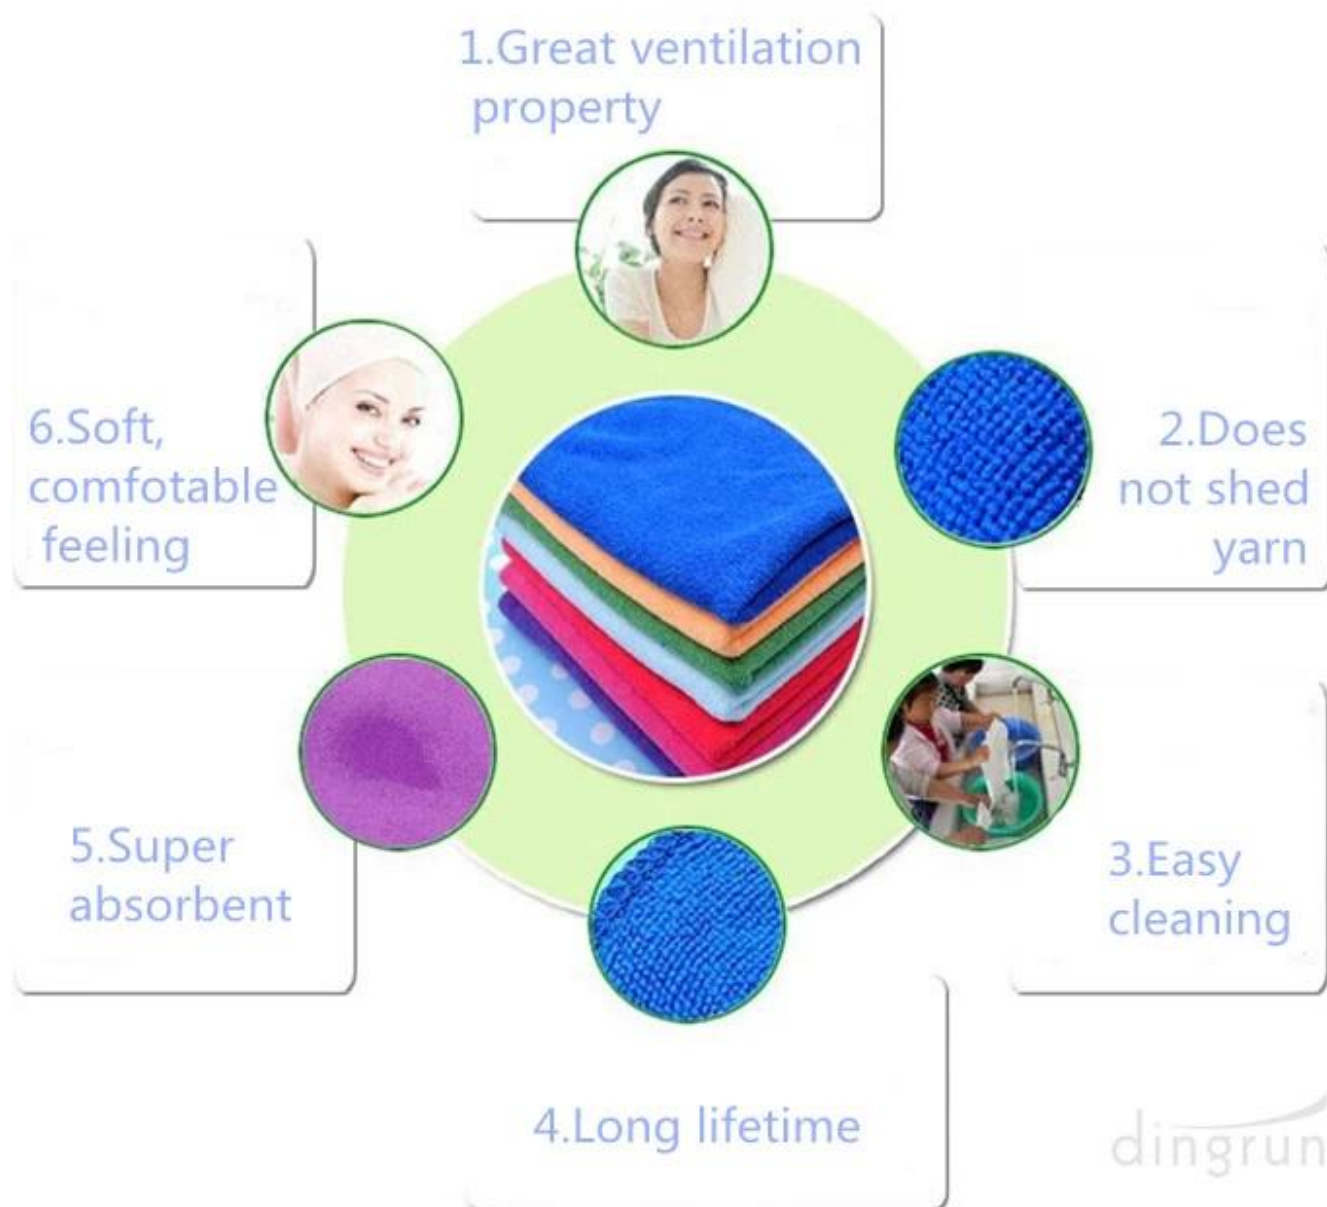 1.Great ventilation
property
2.Does
not shed
yarn
3.Easy
cleaning
4.Long lifetime
5.Super
absorbent
6.Soft,
comfotable
feeling
dingrun